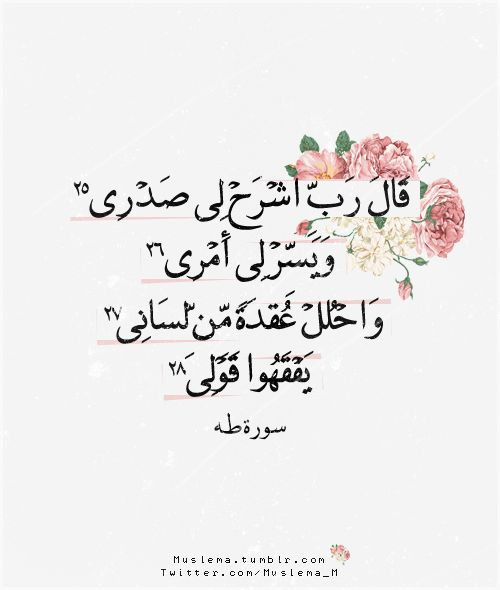 قَالَ رَبِّ اشْرَحْ لِي صَدْرِي ٢٥
وَيَسِّرْ لِي أَمْرِي ٢٦
وَاحْلُلْ عُقْدَةً مِّن لِّسَانِي ٢٧
يَفْقَهُوا قَوْلِي ٢٨
سورة طه
Muslema.tumblr.com
Twitter.com/Muslema_M